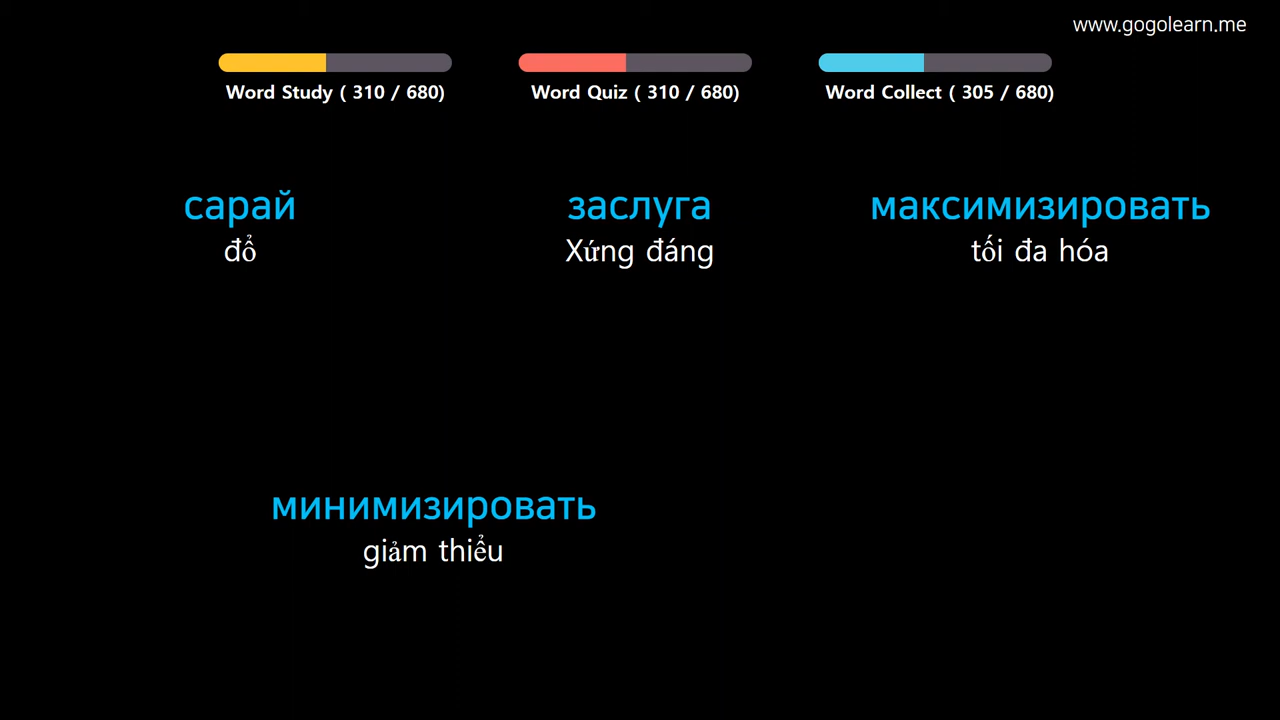 www.gogolearn.me
Word Study ( 310 / 680)
Word Quiz ( 310 / 680)
Word Collect ( 305 / 680)
сарай
đổ
заслуга
Xứng đáng
максимизировать
tối đa hóa
минимизировать
giảm thiểu